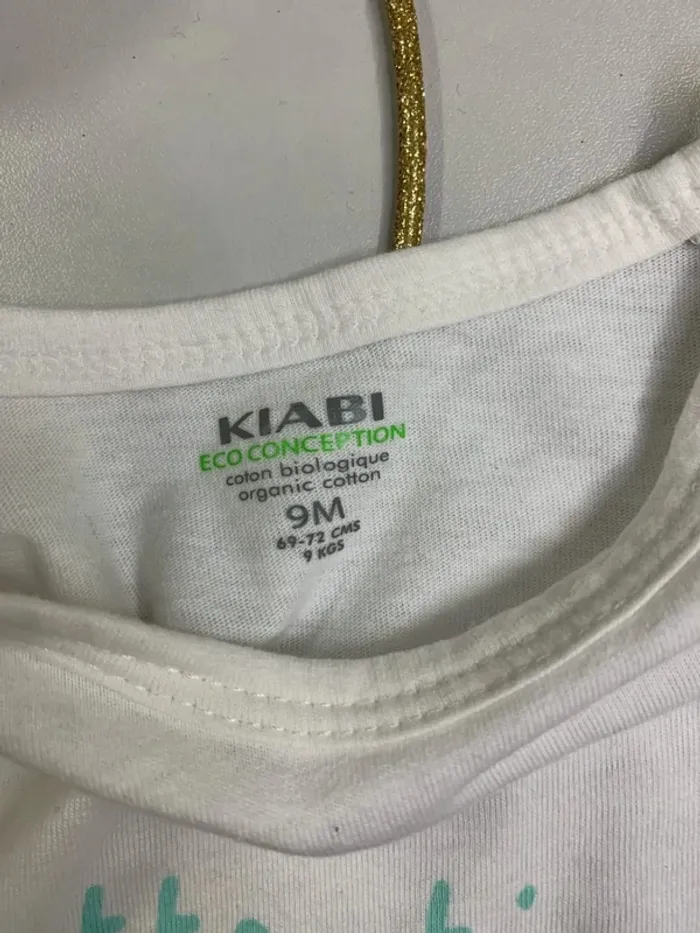 KIABI
ECO CONCEPTION
coton biologique
organic cotton
9M
69-72 CMS
9 KGS